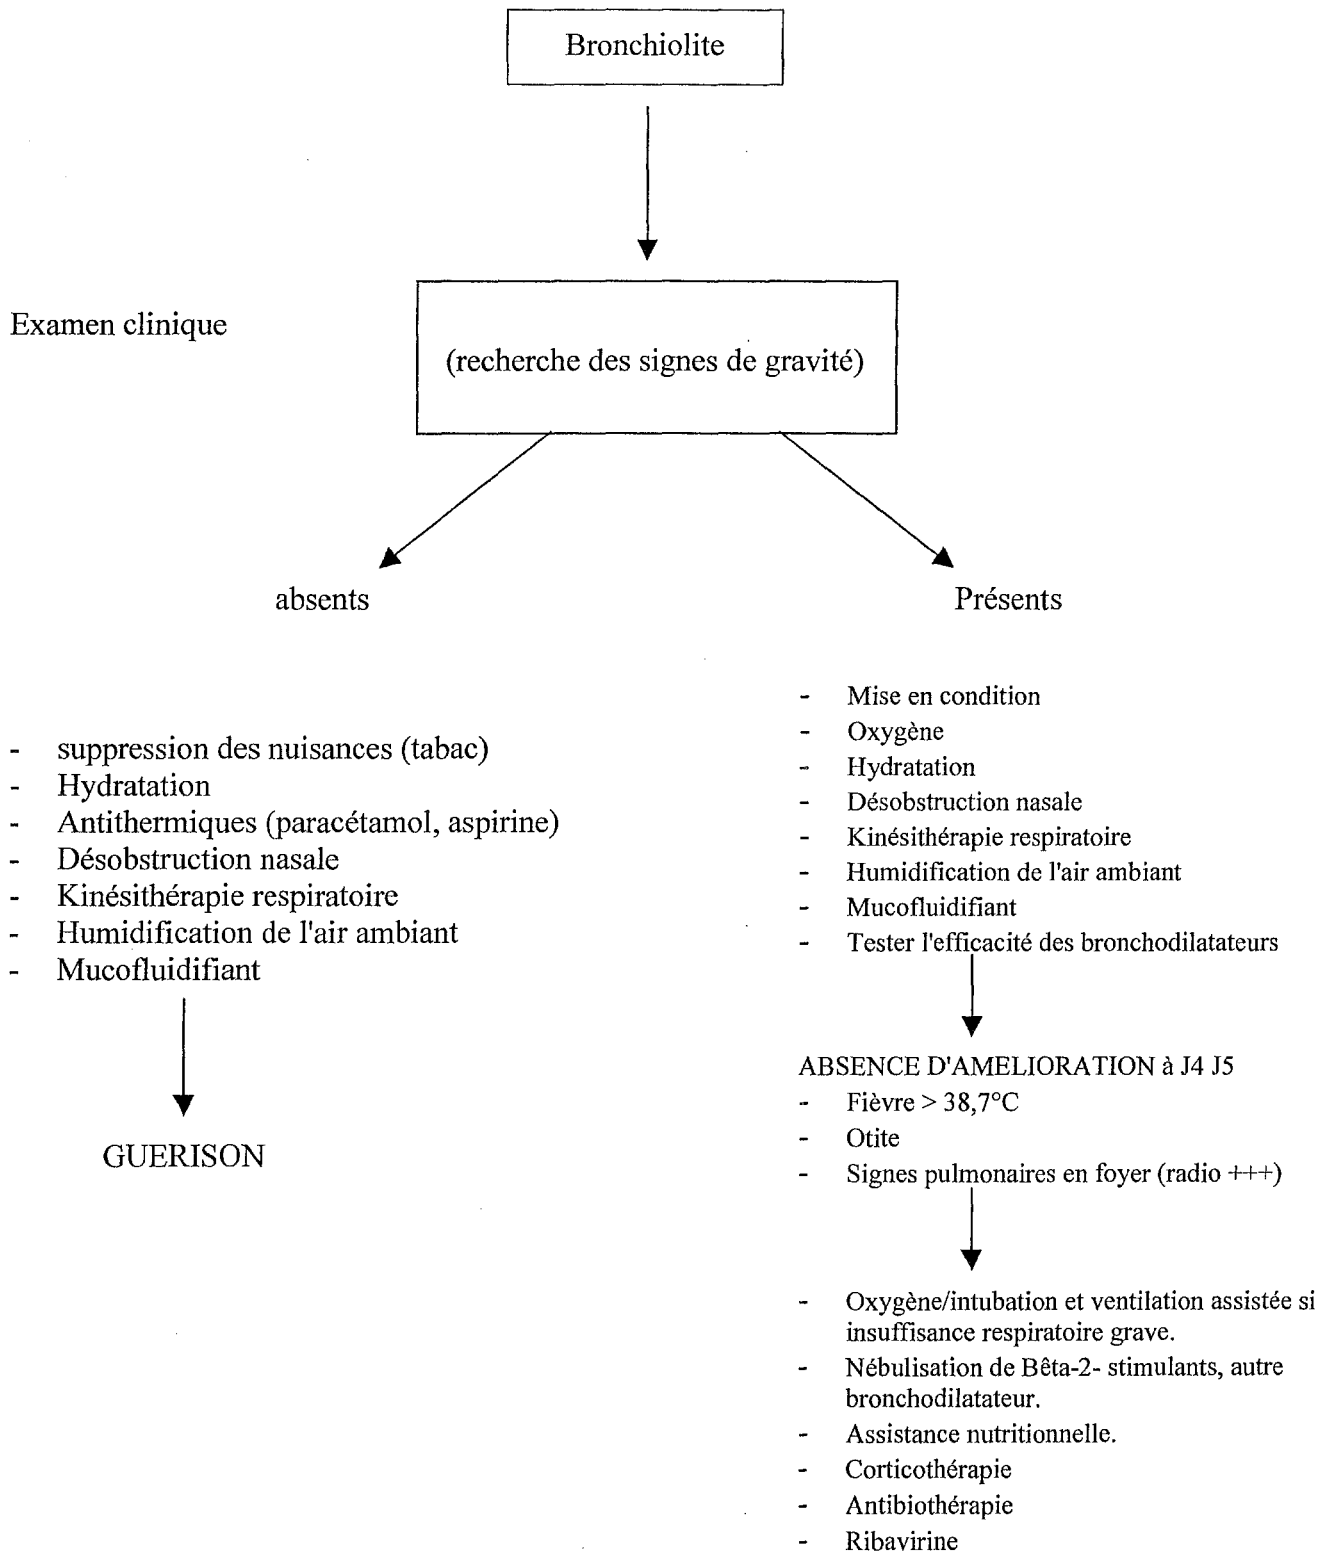 Bronchiolite
Examen clinique
(recherche des signes de gravité)
absents
Présents
- suppression des nuisances (tabac)
- Hydratation
- Antithermiques (paracétamol, aspirine)
- Désobstruction nasale
- Kinésithérapie respiratoire
- Humidification de l'air ambiant
- Mucofluidifiant
GUERISON
- Mise en condition
- Oxygène
- Hydratation
- Désobstruction nasale
- Kinésithérapie respiratoire
- Humidification de l'air ambiant
- Mucofluidifiant
- Tester l'efficacité des bronchodilatateurs
ABSENCE D'AMELIORATION à J4 J5
- Fièvre > 38,7°C
- Otite
- Signes pulmonaires en foyer (radio +++)
- Oxygène/intubation et ventilation assistée si
insuffisance respiratoire grave.
- Nébulisation de Bêta-2- stimulants, autre
bronchodilatateur.
- Assistance nutritionnelle.
- Corticothérapie
- Antibiothérapie
- Ribavirine